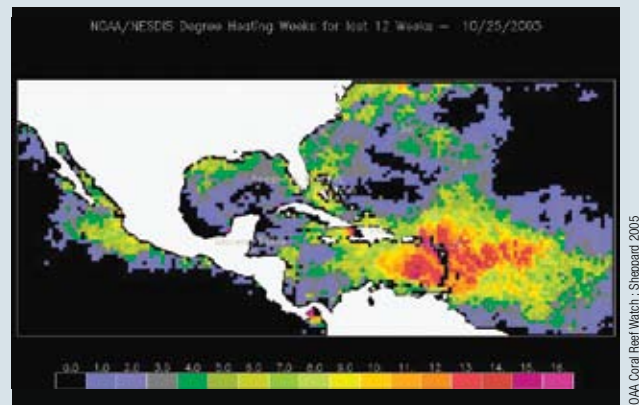 NOAA/NESDIS Degree Heating Weeks for last 12 Weeks – 10/25/2005
0.0 1.0 2.0 3.0 4.0 5.0 6.0 7.0 8.0 9.0 10. 11. 12. 13. 14. 15. 16.
OAA Coral Reef Watch : Sheppard 2005